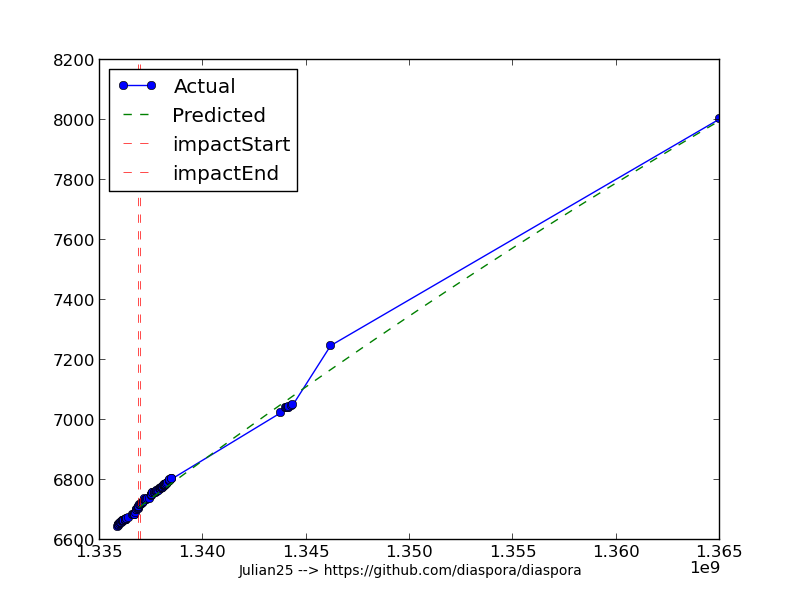 8200
8000
7800
7600
7400
7200
7000
6800
6600
Actual
Predicted
impactStart
impactEnd
1.335
1.340
1.345
1.350
1.355
1.360
1.365
1e9
Julian25 --> https://github.com/diaspora/diaspora